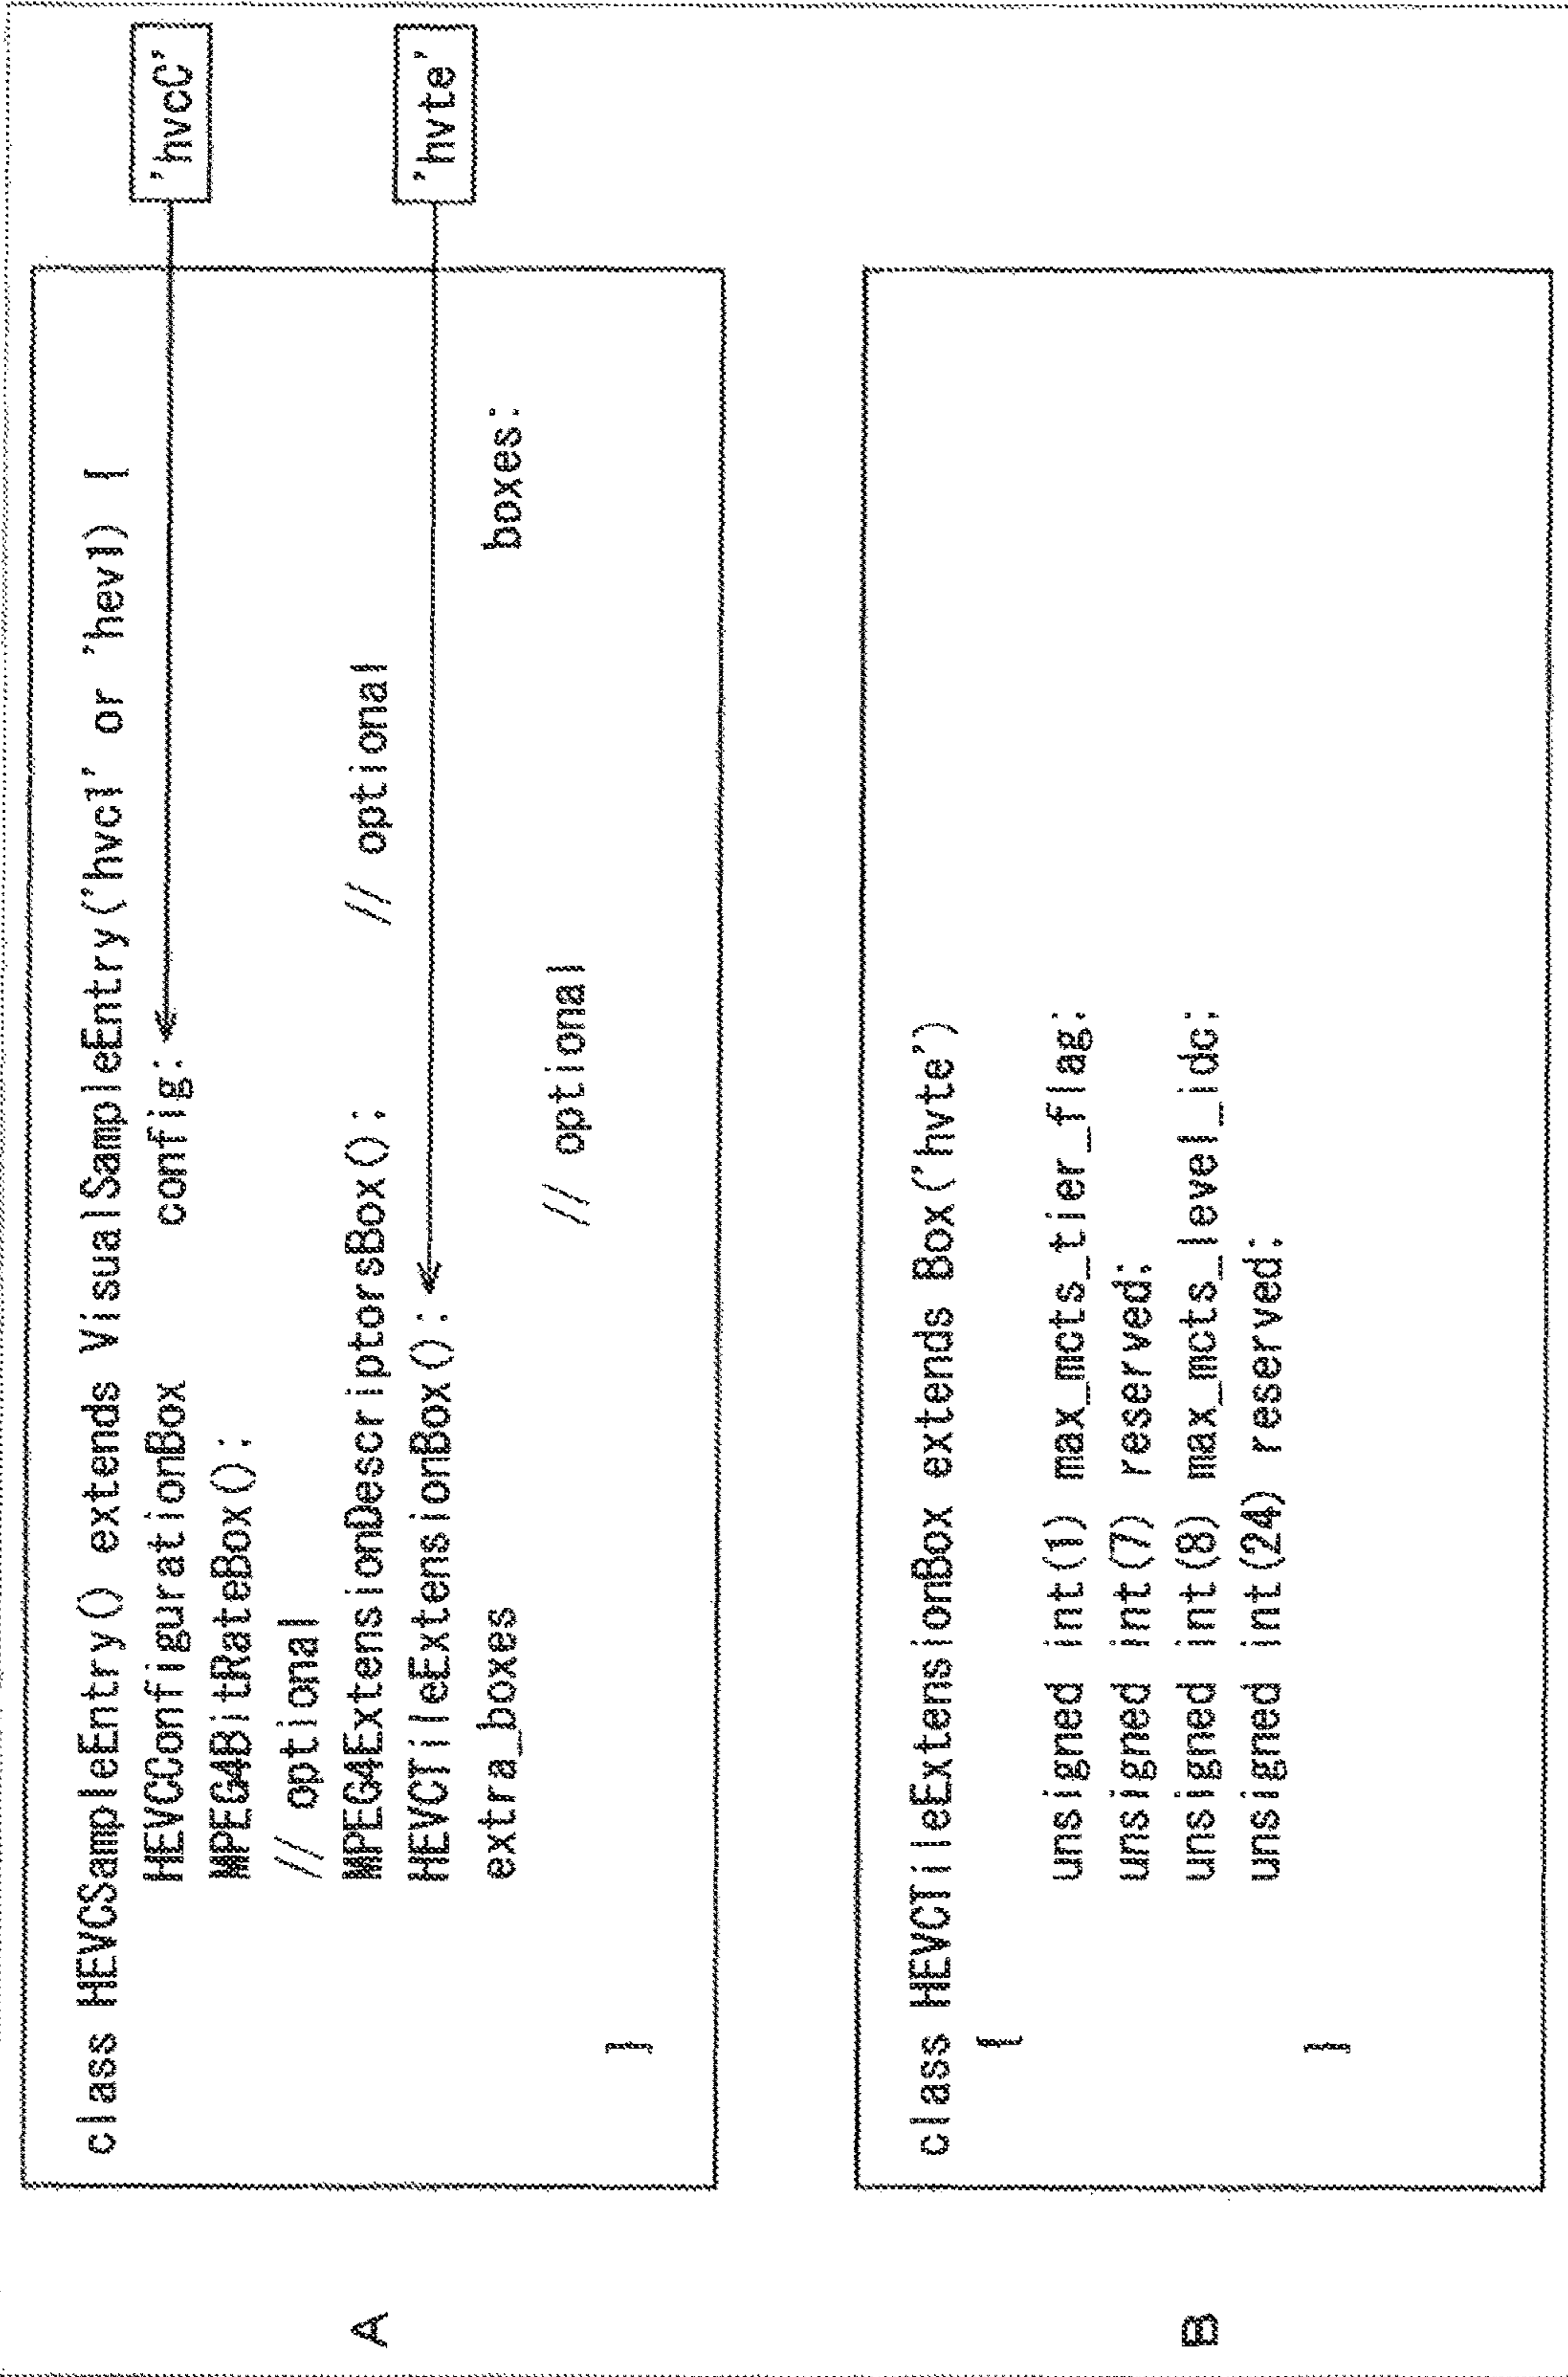 A
class HEVCSampleEntry() extends VisualSampleEntry('hvc1' or 'hev1) {
HEVCConfigurationBox config; 'hvcC'
MPEG4BitRateBox();
// optional
MPEG4ExtensionDescriptorsBox(); // optional
HEVCTileExtensionBox(); 'hvte'
extra_boxes boxes;
// optional
}
B
class HEVCTileExtensionBox extends Box('hvte')
{
unsigned int(1) max_mcts_tier_flag;
unsigned int(7) reserved;
unsigned int(8) max_mcts_level_idc;
unsigned int(24) reserved;
}